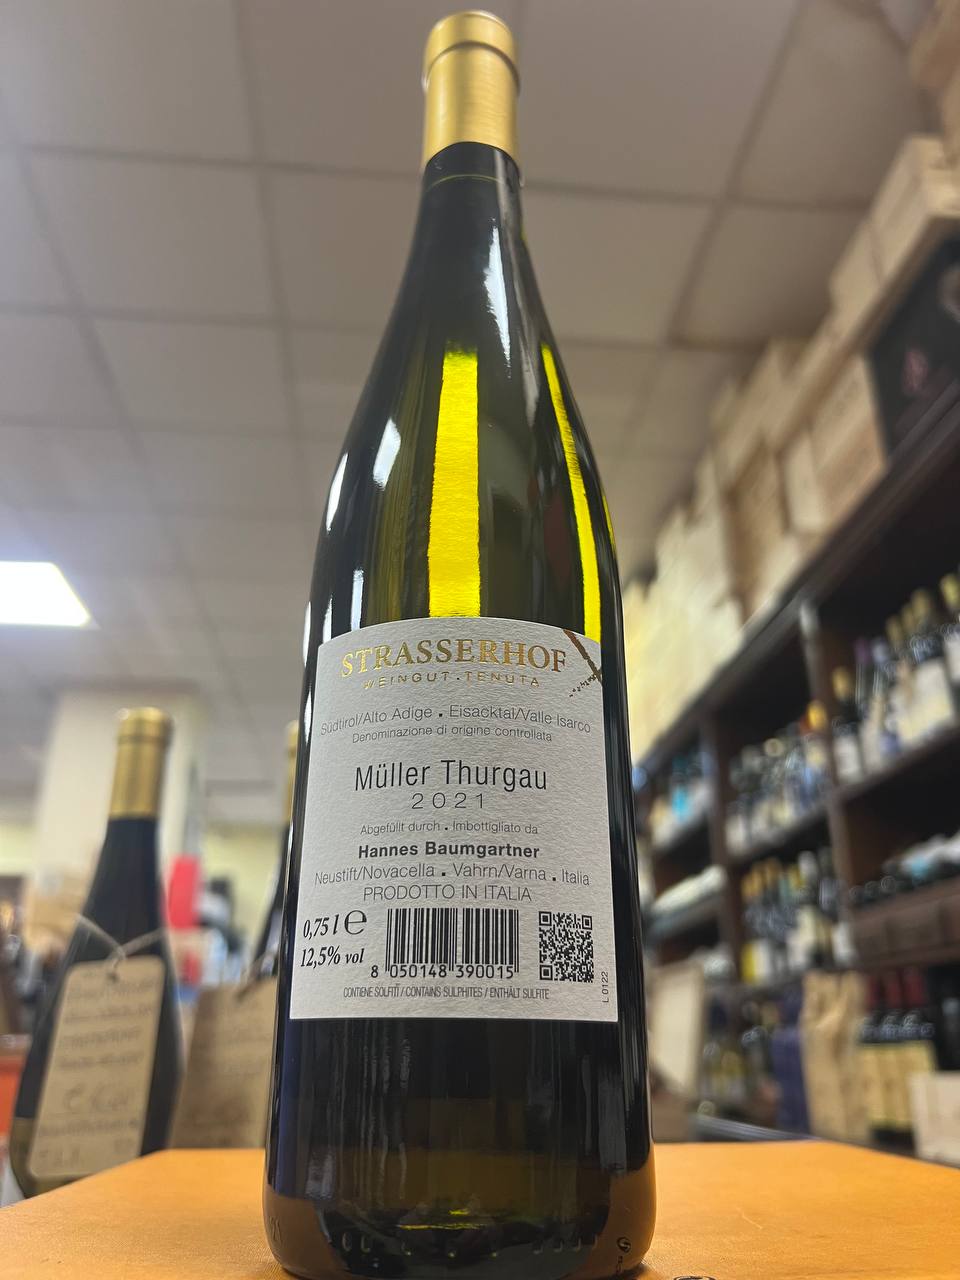 STRASSERHOF
WEINGUT.TENUTA
Südtirol/Alto Adige . Eisacktal/Valle Isarco
Denominazione di origine controllata
Müller Thurgau
2021
Abgefüllt durch . Imbottigliato da
Hannes Baumgartner
Neustift/Novacella . Vahrn/Varna . Italia
PRODOTTO IN ITALIA
0,75 l e
12,5% vol
8 050148 390015
CONTIENE SOLFITI / CONTAINS SULPHITES / ENTHÄLT SULFITE
L 0122